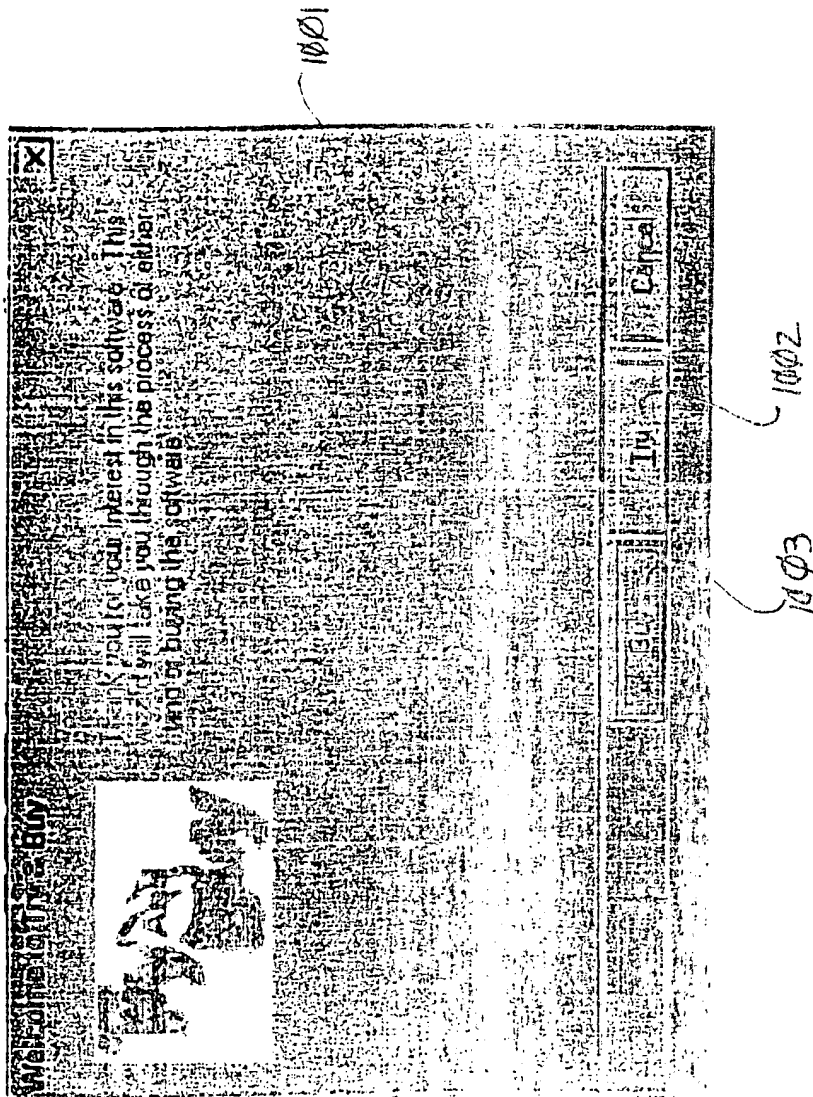 Welcome to Try - Buy
Thank you for your interest in this software. This
wizard will take you through the process of either
trying or buying the software
Buy
Try
Cancel
1001
1002
1003